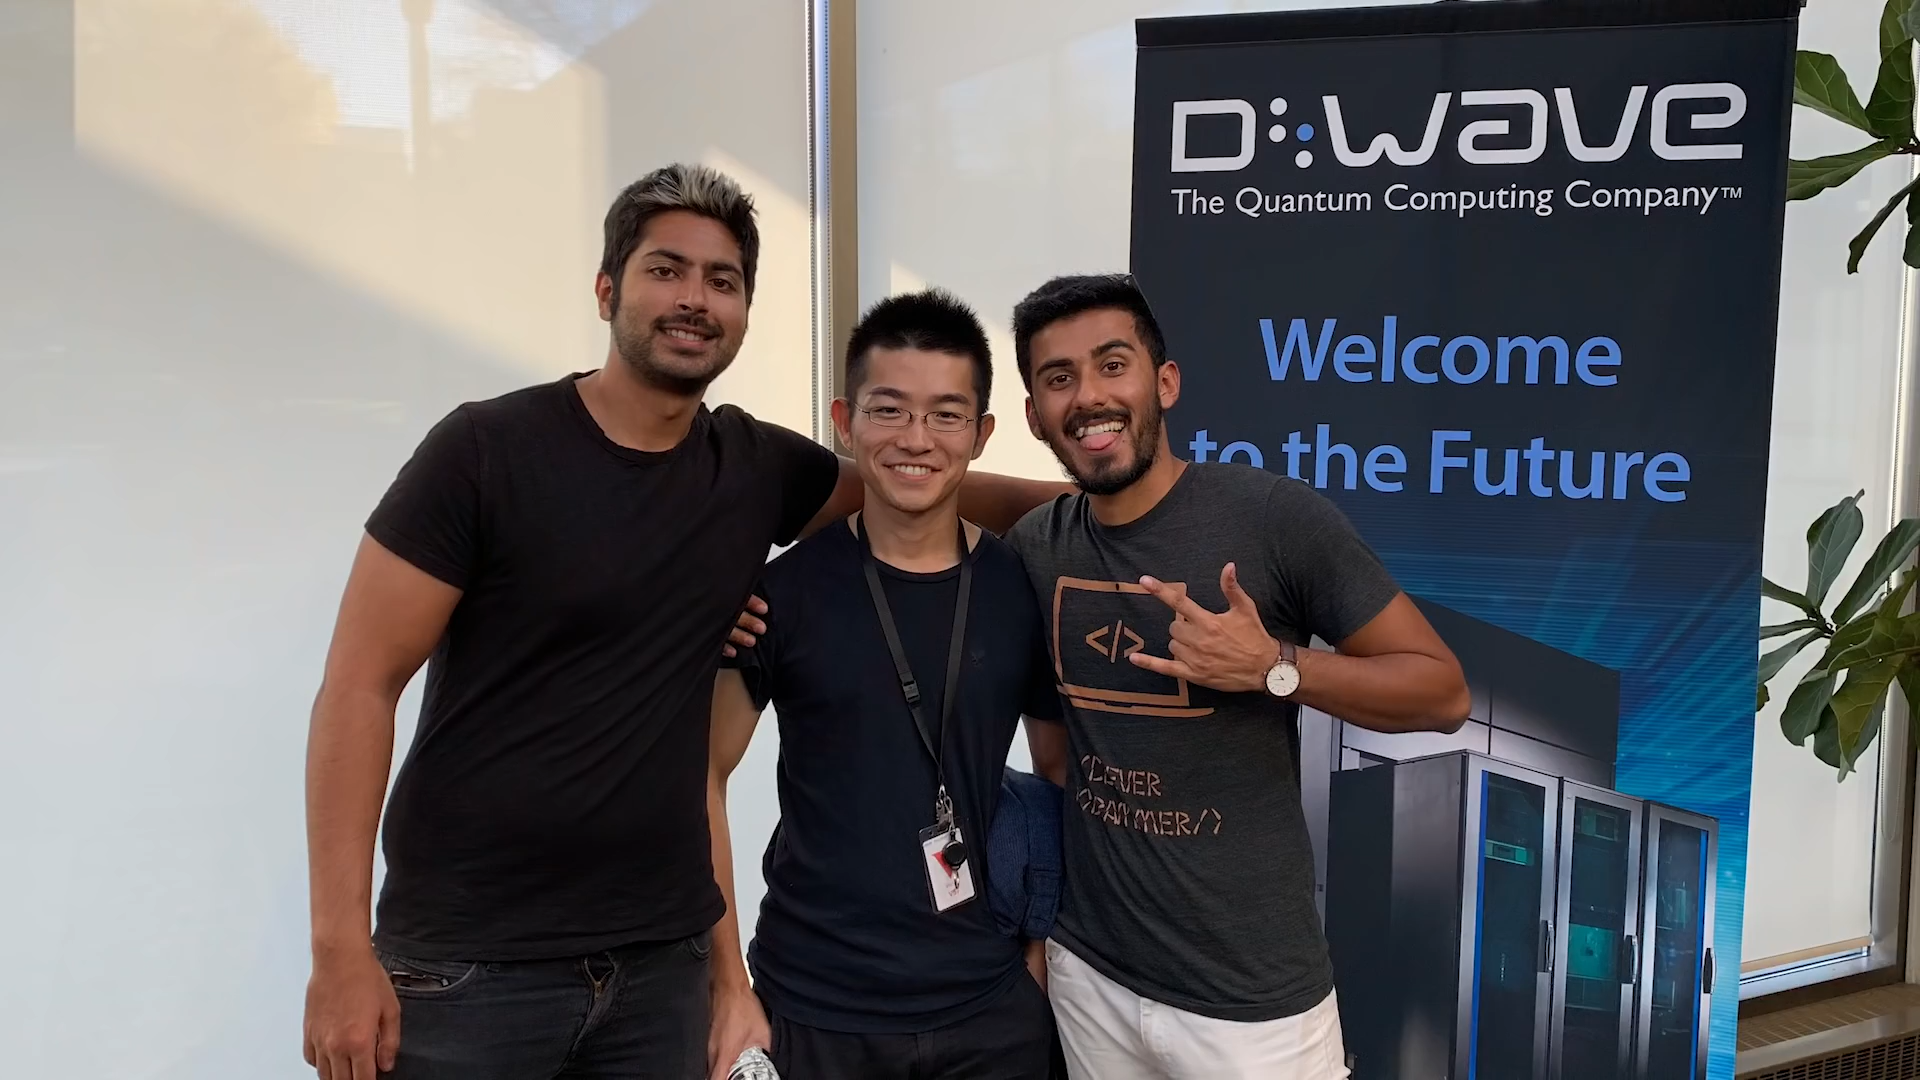 D:Wave
The Quantum Computing Company™
Welcome
to the Future
</>